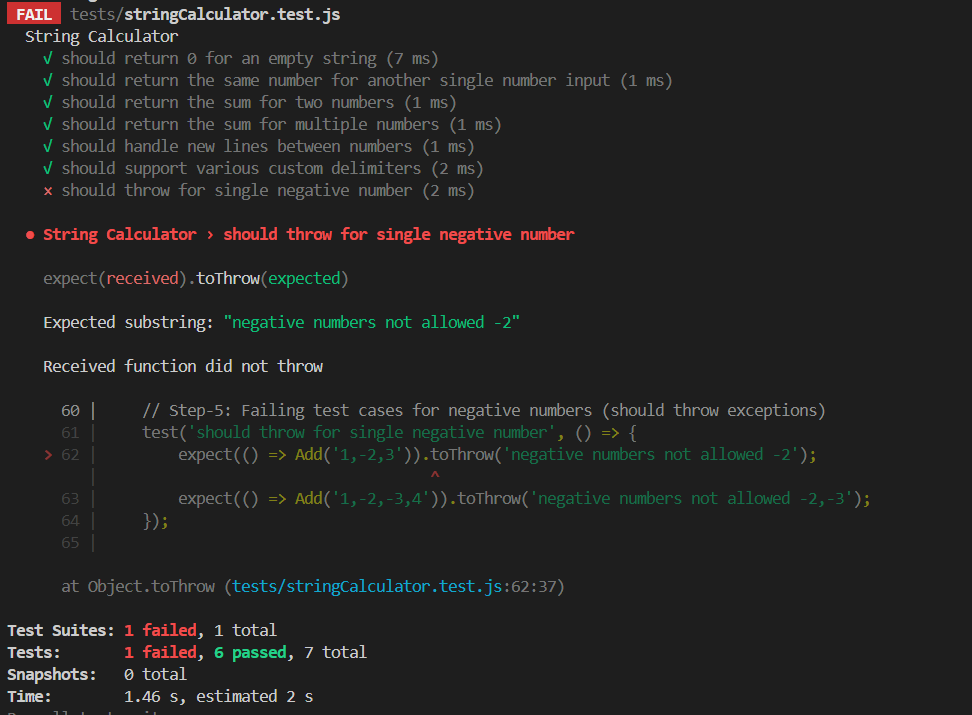 FAIL tests/stringCalculator.test.js
String Calculator
√ should return 0 for an empty string (7 ms)
√ should return the same number for another single number input (1 ms)
√ should return the sum for two numbers (1 ms)
√ should return the sum for multiple numbers (1 ms)
√ should handle new lines between numbers (1 ms)
√ should support various custom delimiters (2 ms)
× should throw for single negative number (2 ms)
● String Calculator › should throw for single negative number
expect(received).toThrow(expected)
Expected substring: "negative numbers not allowed -2"
Received function did not throw
60 | // Step-5: Failing test cases for negative numbers (should throw exceptions)
61 | test('should throw for single negative number', () => {
> 62 | expect(() => Add('1,-2,3')).toThrow('negative numbers not allowed -2');
| ^
63 | expect(() => Add('1,-2,-3,4')).toThrow('negative numbers not allowed -2,-3');
64 | });
65 |
at Object.toThrow (tests/stringCalculator.test.js:62:37)
Test Suites: 1 failed, 1 total
Tests: 1 failed, 6 passed, 7 total
Snapshots: 0 total
Time: 1.46 s, estimated 2 s